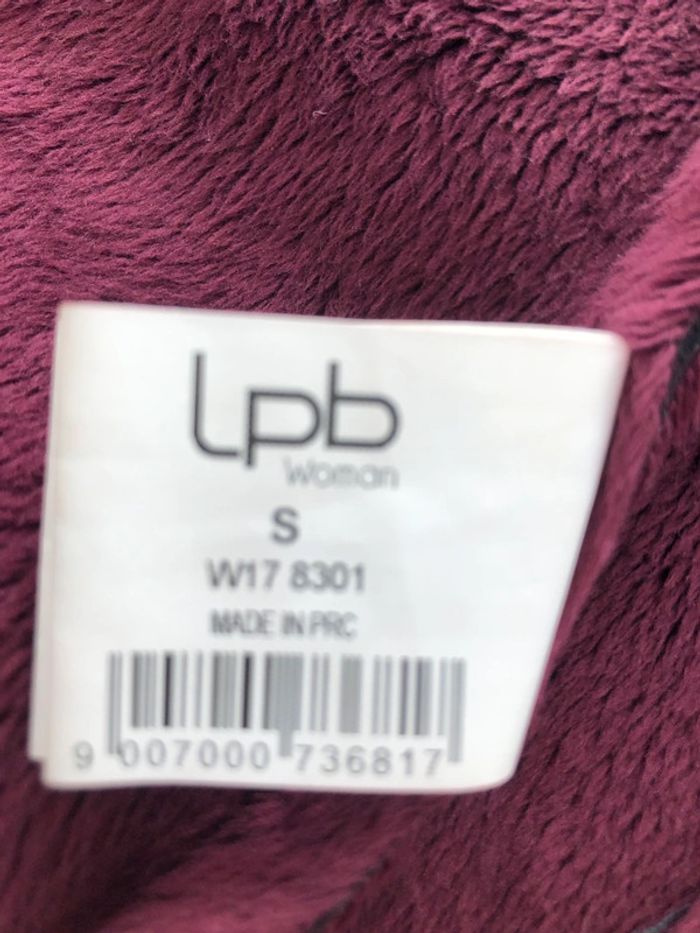 Lpb
Woman
S
W17 8301
MADE IN PRC
9 007000 736817